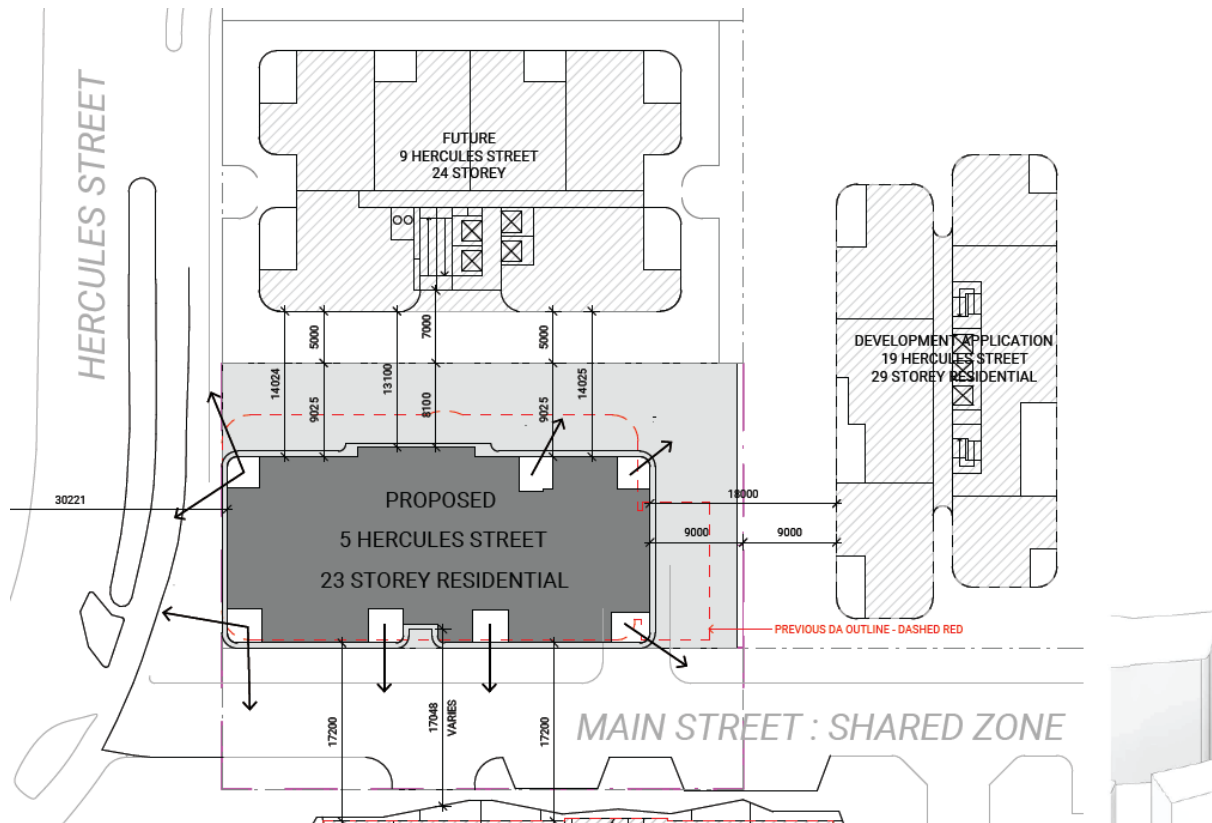 HERCULES STREET
FUTURE
9 HERCULES STREET
24 STOREY
DEVELOPMENT APPLICATION
19 HERCULES STREET
29 STOREY RESIDENTIAL
5000
7000
5000
14024
9025
13100
8100
9025
14025
30221
PROPOSED
5 HERCULES STREET
23 STOREY RESIDENTIAL
18000
9000
9000
PREVIOUS DA OUTLINE - DASHED RED
17200
17048
VARIES
17200
MAIN STREET : SHARED ZONE